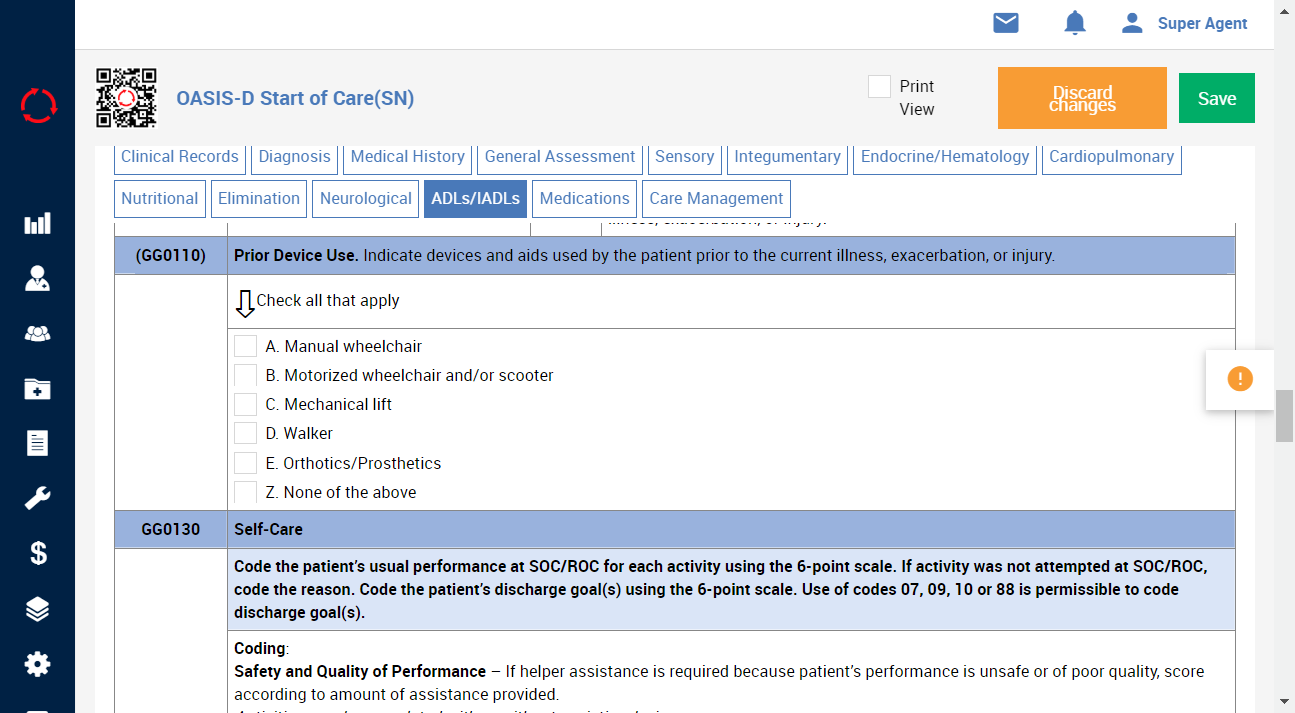 Super Agent
OASIS-D Start of Care(SN)
Print
View
Discard
changes
Save
Clinical Records
Diagnosis
Medical History
General Assessment
Sensory
Integumentary
Endocrine/Hematology
Cardiopulmonary
Nutritional
Elimination
Neurological
ADLs/IADLs
Medications
Care Management
illness, exacerbation, or injury.
(GG0110)
Prior Device Use. Indicate devices and aids used by the patient prior to the current illness, exacerbation, or injury.
Check all that apply
A. Manual wheelchair
B. Motorized wheelchair and/or scooter
C. Mechanical lift
D. Walker
E. Orthotics/Prosthetics
Z. None of the above
GG0130
Self-Care
Code the patient’s usual performance at SOC/ROC for each activity using the 6-point scale. If activity was not attempted at SOC/ROC,
code the reason. Code the patient’s discharge goal(s) using the 6-point scale. Use of codes 07, 09, 10 or 88 is permissible to code
discharge goal(s).
Coding:
Safety and Quality of Performance – If helper assistance is required because patient’s performance is unsafe or of poor quality, score
according to amount of assistance provided.